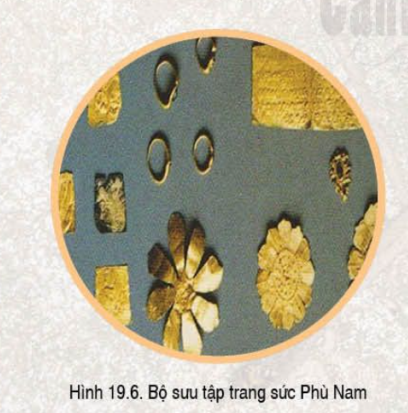 Hình 19.6. Bộ sưu tập trang sức Phù Nam